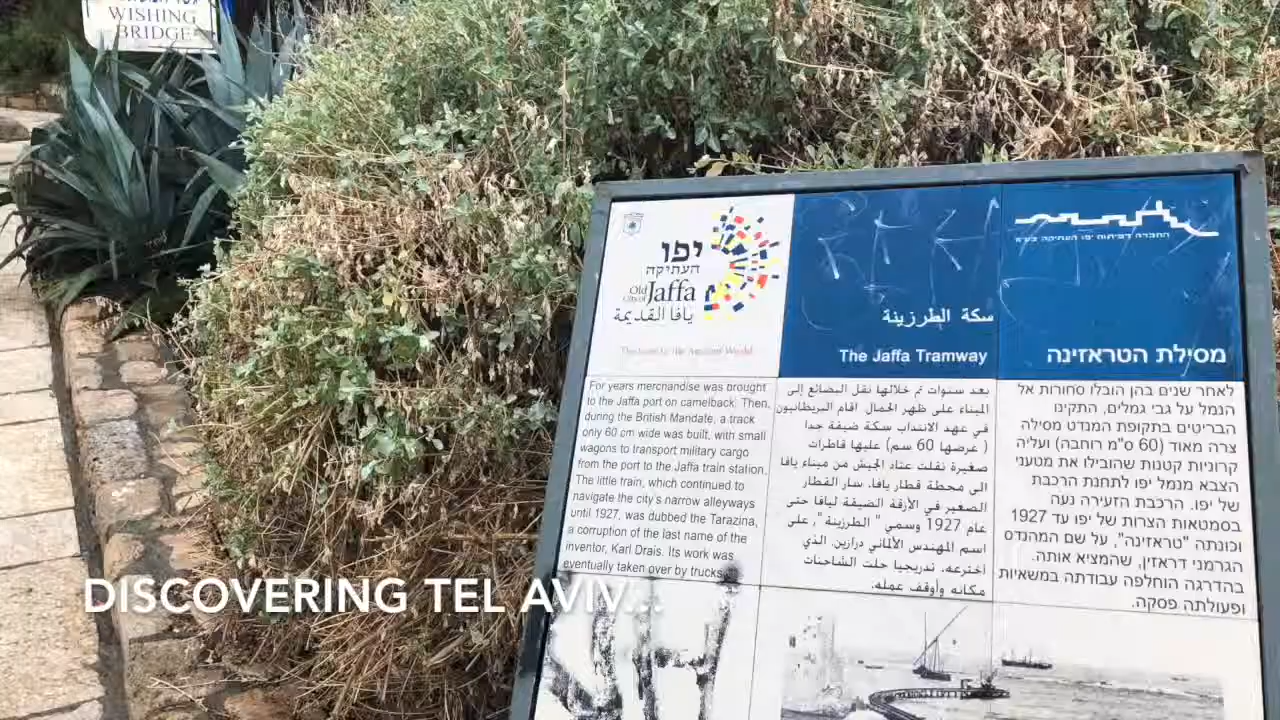 WISHING
BRIDGE
יפו
העתיקה
Old
City of Jaffa
يافا القديمة
سكة الطرزينة
The Jaffa Tramway
החברה לפיתוח יפו העתיקה בע"מ
מסילת הטראזינה
For years merchandise was brought
to the Jaffa port on camelback. Then,
during the British Mandate, a track
only 60 cm wide was built, with small
wagons to transport military cargo
from the port to the Jaffa train station.
The little train, which continued to
navigate the city's narrow alleyways
until 1927, was dubbed the Tarazina,
a corruption of the last name of the
inventor, Karl Drais. Its work was
eventually taken over by trucks
بعد سنوات تم خلالها نقل البضائع إلى
الميناء على ظهر الجمال اقام البريطانيون
في عهد الانتداب سكة ضيقة جدا
( عرضها 60 سم) عليها قاطرات
صغيرة نقلت عتاد الجيش من ميناء يافا
الى محطة قطار يافا. سار القطار
الصغير في الأزقة الضيقة ليافا حتى
عام 1927 وسمي " الطرزينة ", على
اسم المهندس الألماني درازين, الذي
اخترعه. تدريجيا حلت الشاحنات
مكانه وأوقف عمله.
לאחר שנים בהן הובלו סחורות אל
הנמל על גבי גמלים, התקינו
הבריטים בתקופת המנדט מסילה
צרה מאוד (60 ס"מ רוחבה) ועליה
קרוניות קטנות שהובילו את מטעני
הצבא מנמל יפו לתחנת הרכבת
של יפו. הרכבת הזעירה נעה
בסמטאות הצרות של יפו עד 1927
וכונתה "טראזינה", על שם המהנדס
הגרמני דראזין, שהמציא אותה.
בהדרגה הוחלפה עבודתה במשאיות
ופעולתה פסקה.
DISCOVERING TEL AVIV...